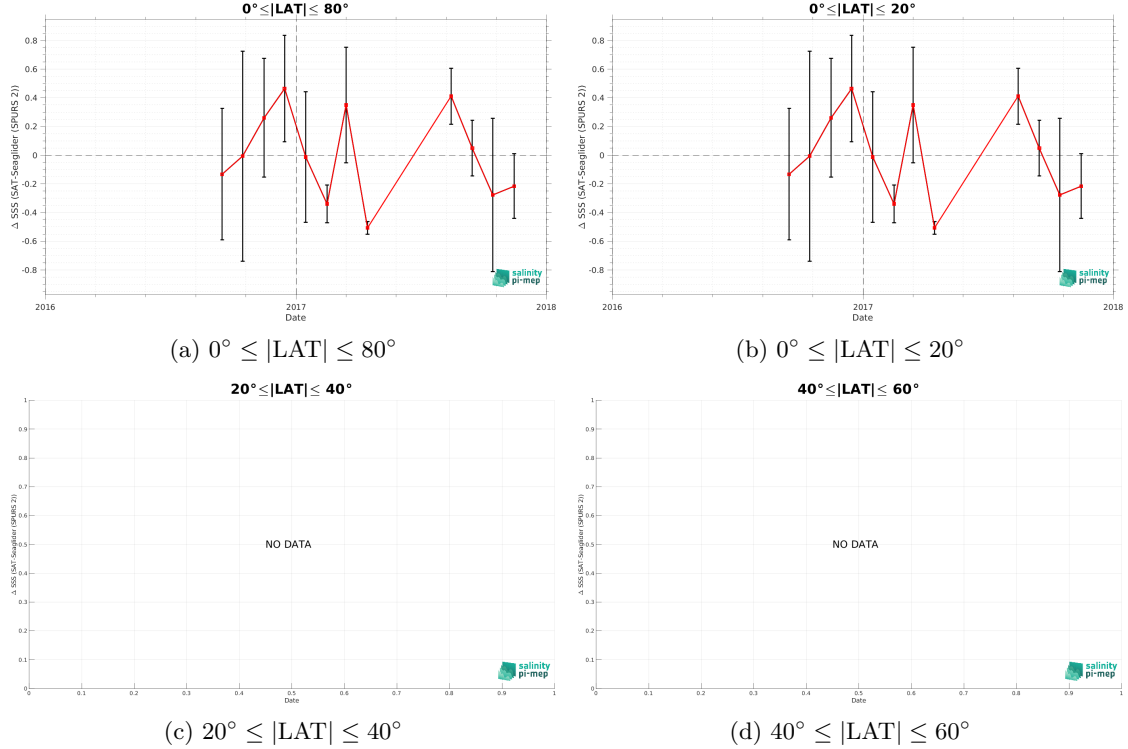 0°≤|LAT|≤ 80°
0.8
0.6
0.4
0.2
0
-0.2
-0.4
-0.6
-0.8
Δ SSS (SAT-Seaglider (SPURS 2))
2016
2017
2018
Date
salinity
pi-mep
(a) 0° ≤ |LAT| ≤ 80°
0°≤|LAT|≤ 20°
0.8
0.6
0.4
0.2
0
-0.2
-0.4
-0.6
-0.8
Δ SSS (SAT-Seaglider (SPURS 2))
2016
2017
2018
Date
salinity
pi-mep
(b) 0° ≤ |LAT| ≤ 20°
20°≤|LAT|≤ 40°
1
0.9
0.8
0.7
0.6
0.5
0.4
0.3
0.2
0.1
0
Δ SSS (SAT-Seaglider (SPURS 2))
NO DATA
0 0.1 0.2 0.3 0.4 0.5 0.6 0.7 0.8 0.9 1
Date
salinity
pi-mep
(c) 20° ≤ |LAT| ≤ 40°
40°≤|LAT|≤ 60°
1
0.9
0.8
0.7
0.6
0.5
0.4
0.3
0.2
0.1
0
Δ SSS (SAT-Seaglider (SPURS 2))
NO DATA
0 0.1 0.2 0.3 0.4 0.5 0.6 0.7 0.8 0.9 1
Date
salinity
pi-mep
(d) 40° ≤ |LAT| ≤ 60°